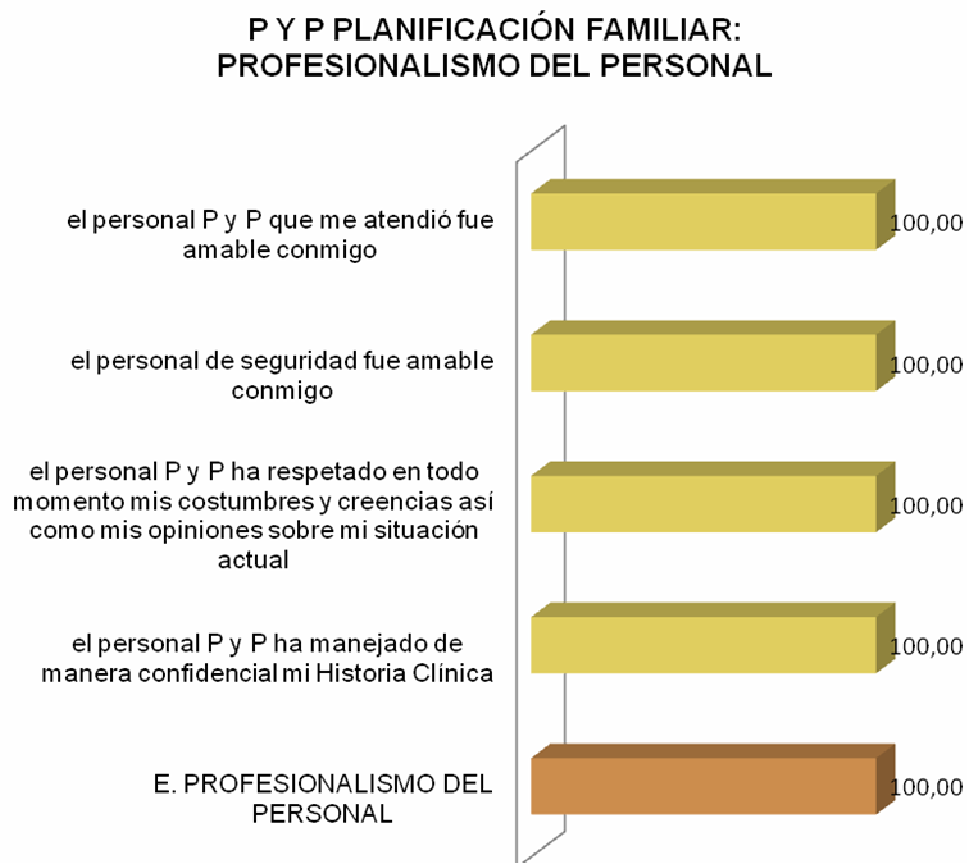 P Y P PLANIFICACIÓN FAMILIAR:
PROFESIONALISMO DEL PERSONAL
el personal P y P que me atendió fue
amable conmigo
100,00
el personal de seguridad fue amable
conmigo
100,00
el personal P y P ha respetado en todo
momento mis costumbres y creencias así
como mis opiniones sobre mi situación
actual
100,00
el personal P y P ha manejado de
manera confidencial mi Historia Clínica
100,00
E. PROFESIONALISMO DEL
PERSONAL
100,00